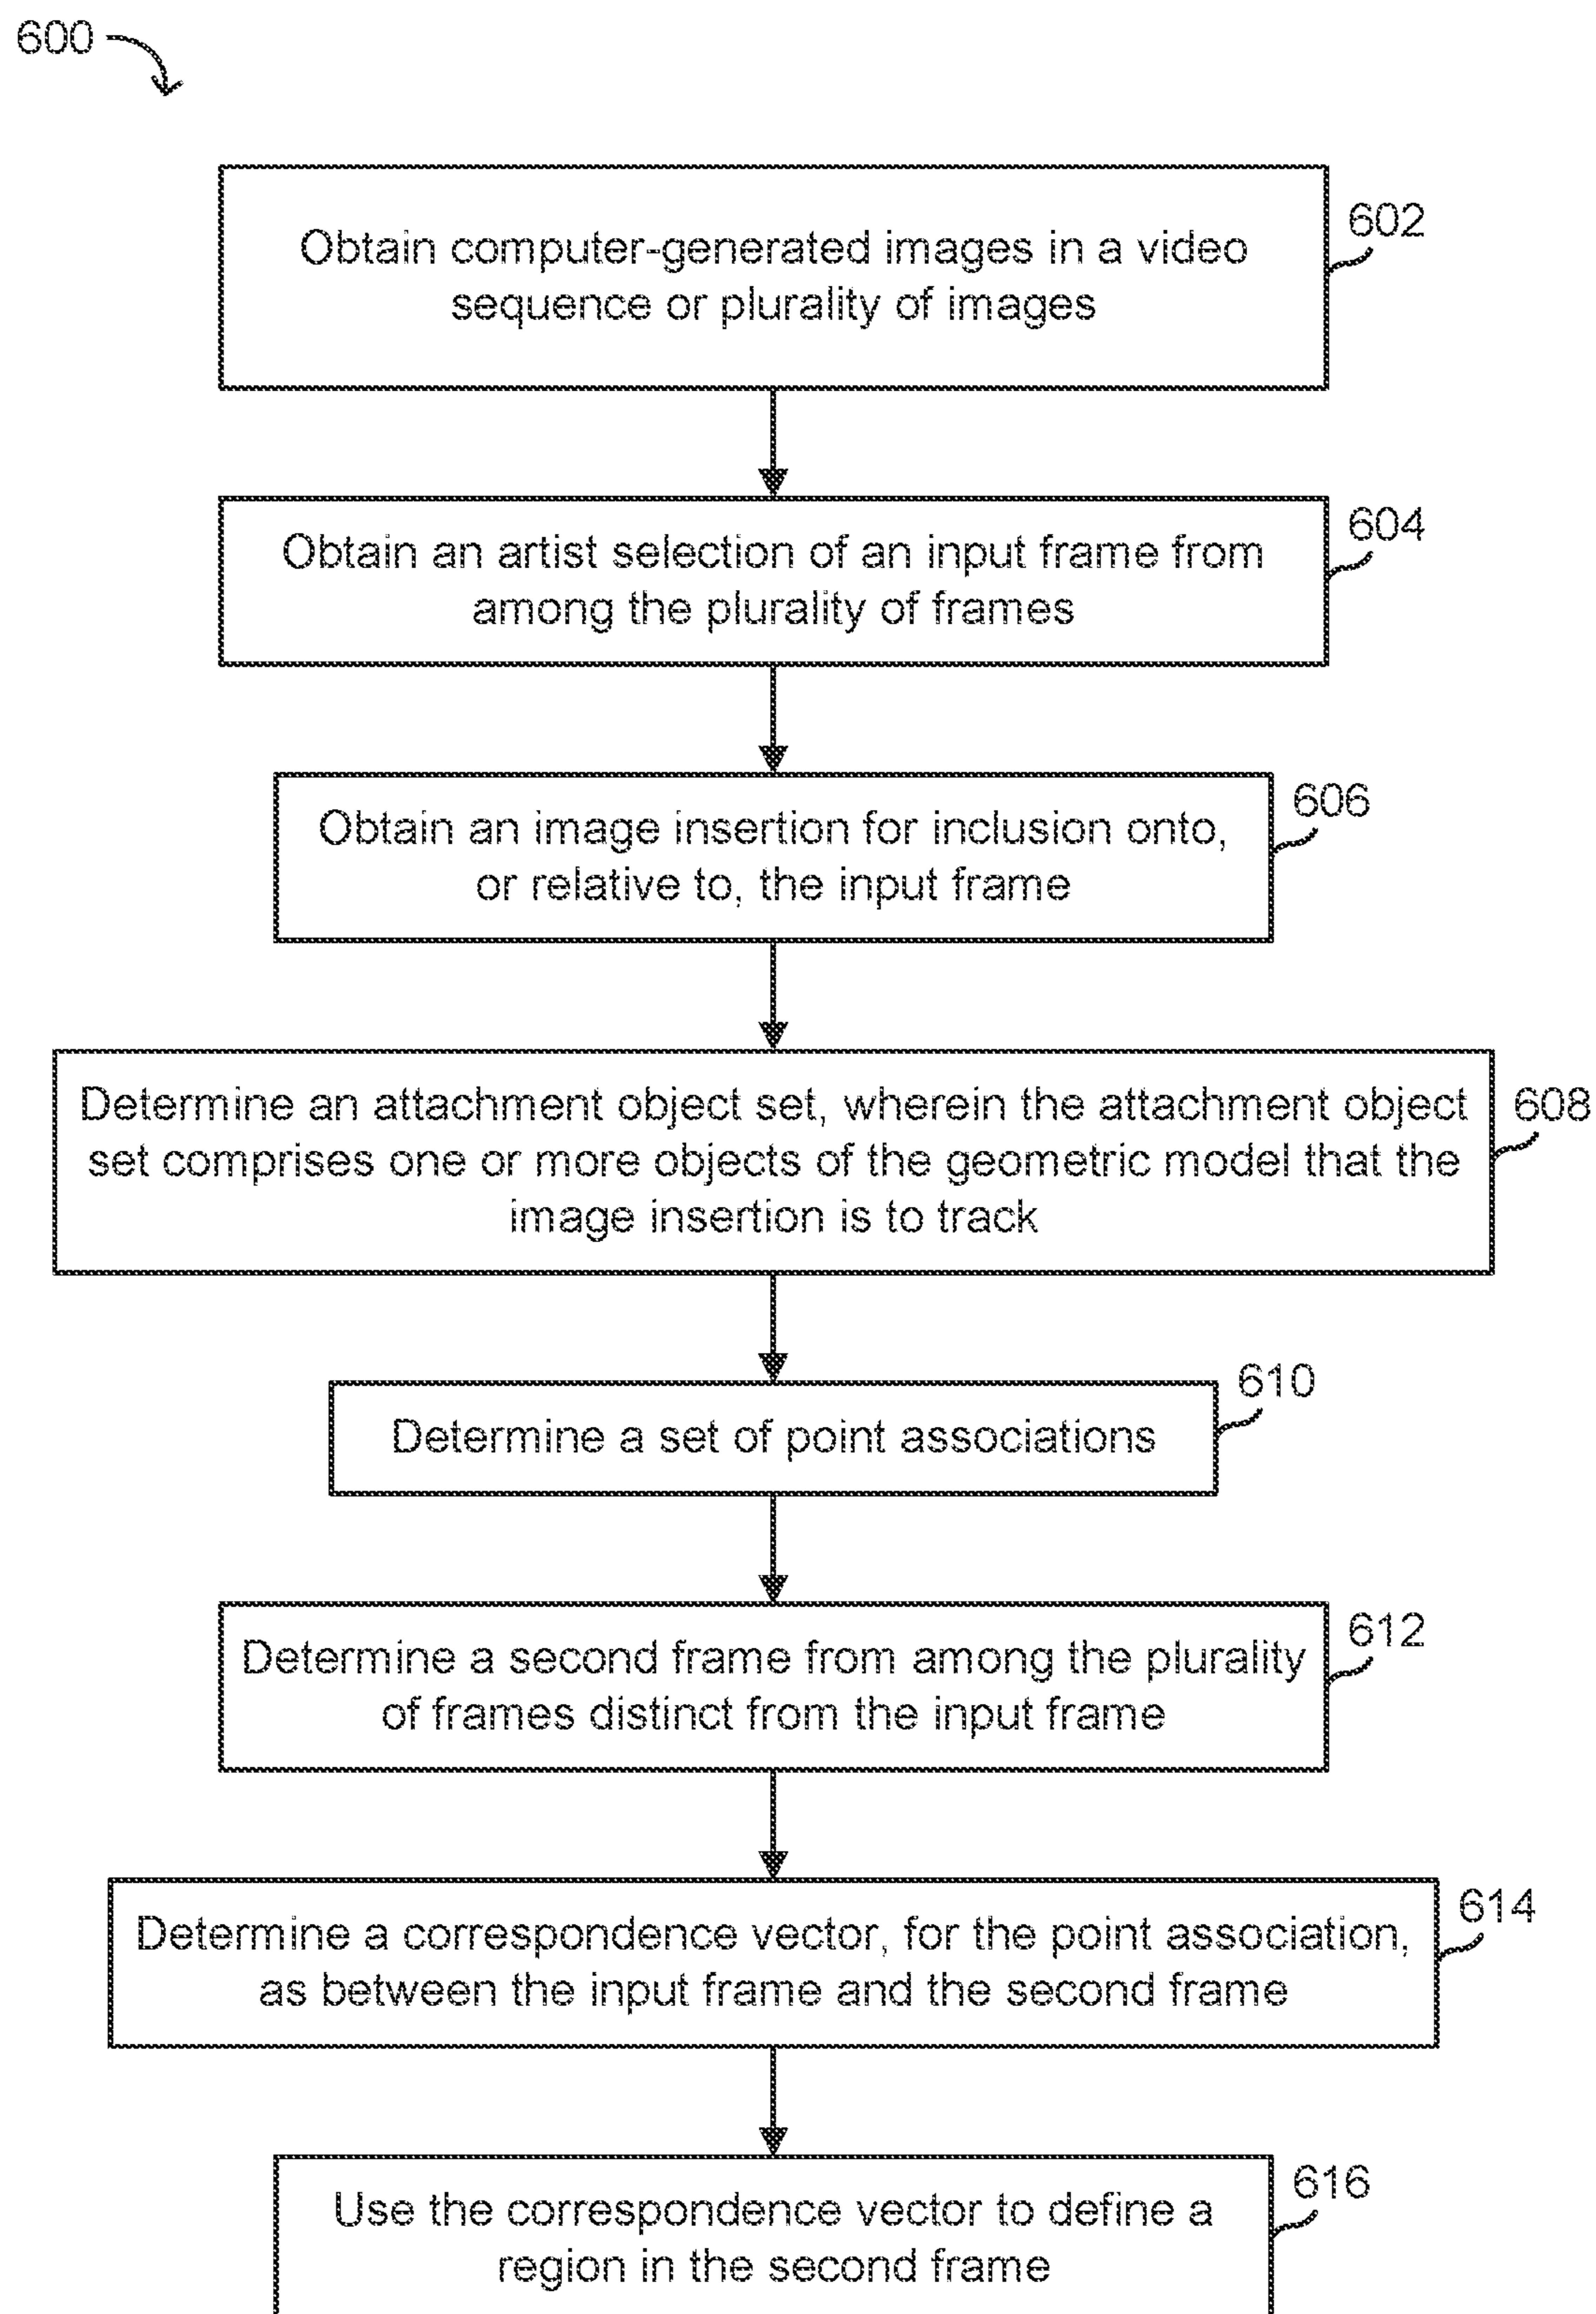 600
Obtain computer-generated images in a video
sequence or plurality of images
602
Obtain an artist selection of an input frame from
among the plurality of frames
604
Obtain an image insertion for inclusion onto,
or relative to, the input frame
606
Determine an attachment object set, wherein the attachment object
set comprises one or more objects of the geometric model that the
image insertion is to track
608
Determine a set of point associations
610
Determine a second frame from among the plurality
of frames distinct from the input frame
612
Determine a correspondence vector, for the point association,
as between the input frame and the second frame
614
Use the correspondence vector to define a
region in the second frame
616